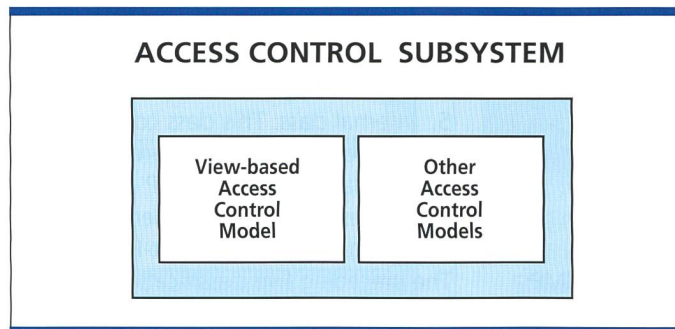 ACCESS CONTROL SUBSYSTEM
View-based
Access
Control
Model
Other
Access
Control
Models